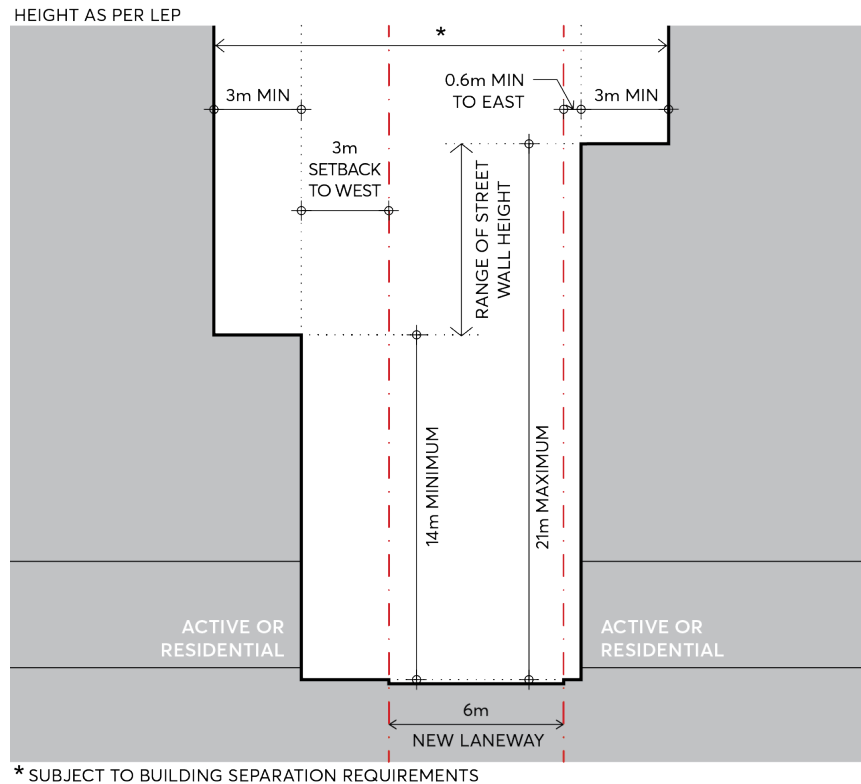 HEIGHT AS PER LEP
*
3m MIN
0.6m MIN
TO EAST
3m MIN
3m
SETBACK
TO WEST
RANGE OF STREET
WALL HEIGHT
14m MINIMUM
21m MAXIMUM
ACTIVE OR
RESIDENTIAL
ACTIVE OR
RESIDENTIAL
6m
NEW LANEWAY
* SUBJECT TO BUILDING SEPARATION REQUIREMENTS